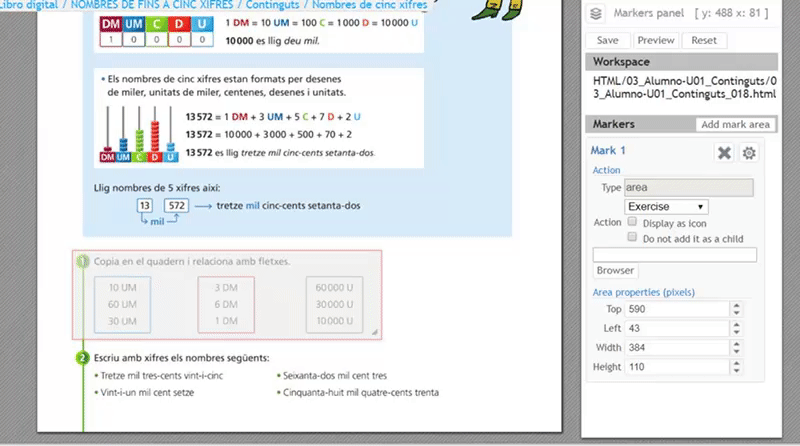 Libro digital / NOMBRES DE FINS A CINC XIFRES / Continguts / Nombres de cinc xifres
DM UM C D U
1 0 0 0 0
1 DM = 10 UM = 100 C = 1 000 D = 10 000 U
10 000 es llig deu mil.
• Els nombres de cinc xifres estan formats per desenes
de miler, unitats de miler, centenes, desenes i unitats.
DM UM C D U
13 572 = 1 DM + 3 UM + 5 C + 7 D + 2 U
13 572 = 10 000 + 3 000 + 500 + 70 + 2
13 572 es llig tretze mil cinc-cents setanta-dos.
Llig nombres de 5 xifres així:
13 572 → tretze mil cinc-cents setanta-dos
mil
1 Copia en el quadern i relaciona amb fletxes.
10 UM 3 DM 60 000 U
60 UM 6 DM 30 000 U
30 UM 1 DM 10 000 U
2 Escriu amb xifres els nombres següents:
• Tretze mil tres-cents vint-i-cinc • Seixanta-dos mil cent tres
• Vint-i-un mil cent setze • Cinquanta-huit mil quatre-cents trenta
Markers panel [ y: 488 x: 81 ]
Save Preview Reset
Workspace
HTML/03_Alumno-U01_Continguts/0
3_Alumno-U01_Continguts_018.html
Markers Add mark area
Mark 1
Action
Type area
Exercise
Action Display as icon
Do not add it as a child
Browser
Area properties (pixels)
Top 590
Left 43
Width 384
Height 110